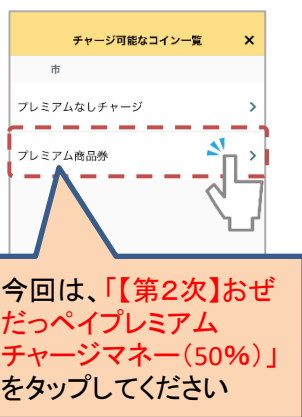 チャージ可能なコイン一覧 ×
市
プレミアムなしチャージ >
プレミアム商品券 >
今回は、「【第2次】おぜ
だっペイプレミアム
チャージマネー(50%)」
をタップしてください